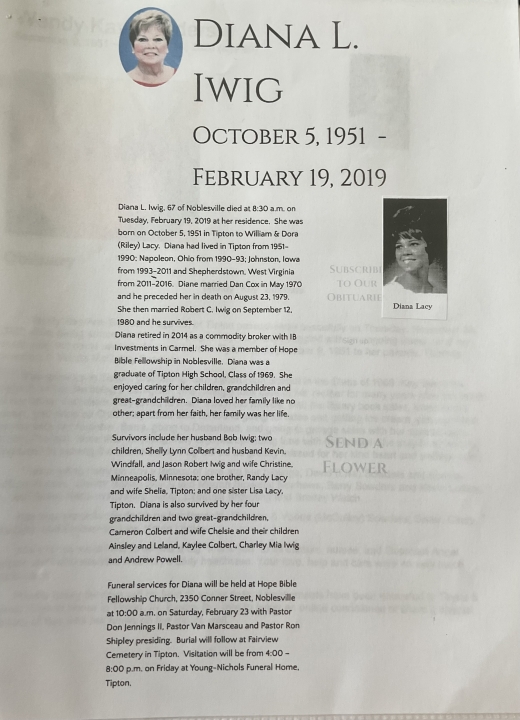 DIANA L.
IWIG
OCTOBER 5, 1951 -
FEBRUARY 19, 2019
Diana L. Iwig, 67 of Noblesville died at 8:30 a.m. on
Tuesday, February 19, 2019 at her residence. She was
born on October 5, 1951 in Tipton to William & Dora
(Riley) Lacy. Diana had lived in Tipton from 1951-
1990; Napoleon, Ohio from 1990-93; Johnston, Iowa
from 1993-2011 and Shepherdstown, West Virginia
from 2011-2016. Diane married Dan Cox in May 1970
and he preceded her in death on August 23, 1979.
She then married Robert C. Iwig on September 12,
1980 and he survives.
Diana retired in 2014 as a commodity broker with IB
Investments in Carmel. She was a member of Hope
Bible Fellowship in Noblesville. Diana was a
graduate of Tipton High School, Class of 1969. She
enjoyed caring for her children, grandchildren and
great-grandchildren. Diana loved her family like no
other; apart from her faith, her family was her life.
SUBSCRIBE
TO OUR
OBITUARIE
Diana Lacy
Survivors include her husband Bob Iwig; two
children, Shelly Lynn Colbert and husband Kevin,
Windfall, and Jason Robert Iwig and wife Christine,
Minneapolis, Minnesota; one brother, Randy Lacy
and wife Shelia, Tipton; and one sister Lisa Lacy,
Tipton. Diana is also survived by her four
grandchildren and two great-grandchildren,
Cameron Colbert and wife Chelsie and their children
Ainsley and Leland, Kaylee Colbert, Charley Mia Iwig
and Andrew Powell.
SEND A
FLOWER
Funeral services for Diana will be held at Hope Bible
Fellowship Church, 2350 Conner Street, Noblesville
at 10:00 a.m. on Saturday, February 23 with Pastor
Don Jennings II, Pastor Van Marsceau and Pastor Ron
Shipley presiding. Burial will follow at Fairview
Cemetery in Tipton. Visitation will be from 4:00 –
8:00 p.m. on Friday at Young-Nichols Funeral Home,
Tipton.